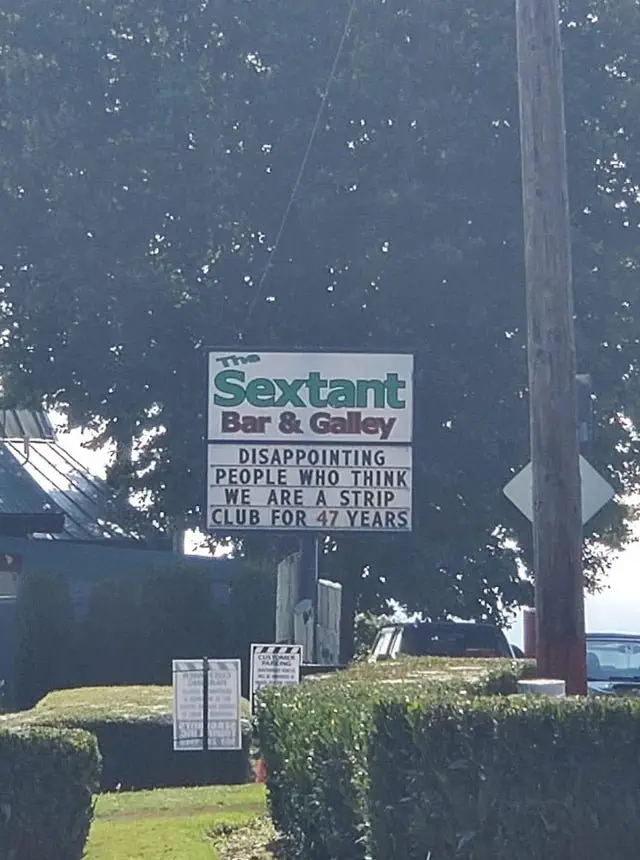 The
Sextant
Bar & Galley
DISAPPOINTING
PEOPLE WHO THINK
WE ARE A STRIP
CLUB FOR 47 YEARS
CUSTOMER
PARKING